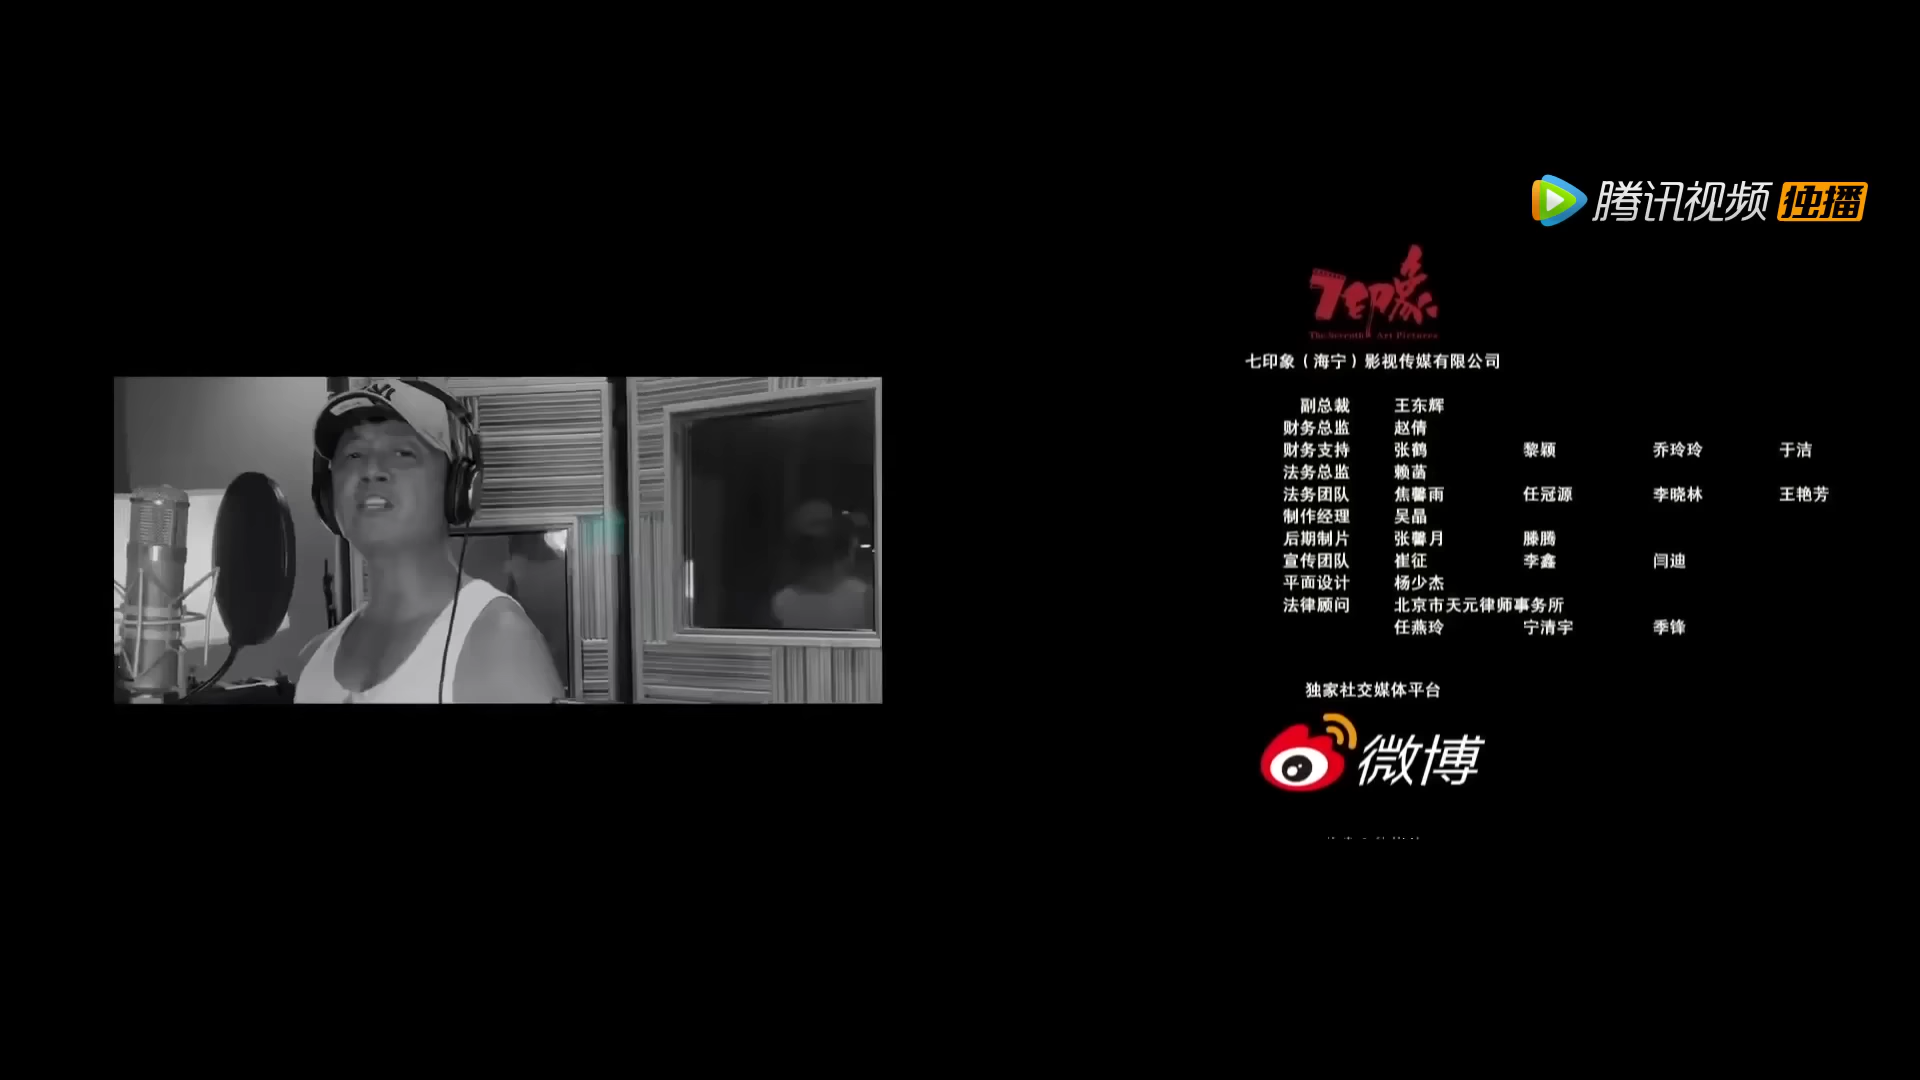 腾讯视频 独播
7印象
The Seventh Art Pictures
七印象（海宁）影视传媒有限公司
副总裁 王东辉
财务总监 赵倩
财务支持 张鹤 黎颖 乔玲玲 于洁
法务总监 赖菡
法务团队 焦馨雨 任冠源 李晓林 王艳芳
制作经理 吴晶
后期制片 张馨月 滕腾
宣传团队 崔征 李鑫 闫迪
平面设计 杨少杰
法律顾问 北京市天元律师事务所
任燕玲 宁清宇 季锋
独家社交媒体平台
微博